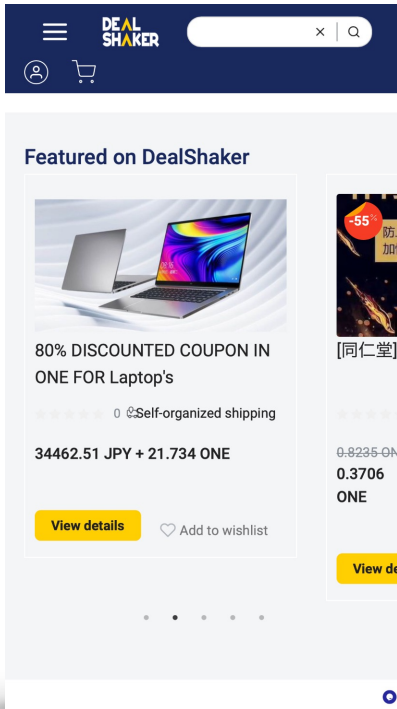 DEAL
SHAKER
Featured on DealShaker
-55%
80% DISCOUNTED COUPON IN
ONE FOR Laptop's
0 Self-organized shipping
34462.51 JPY + 21.734 ONE
View details
Add to wishlist
防
加
[同仁堂]
0.8235 ON
0.3706
ONE
View de